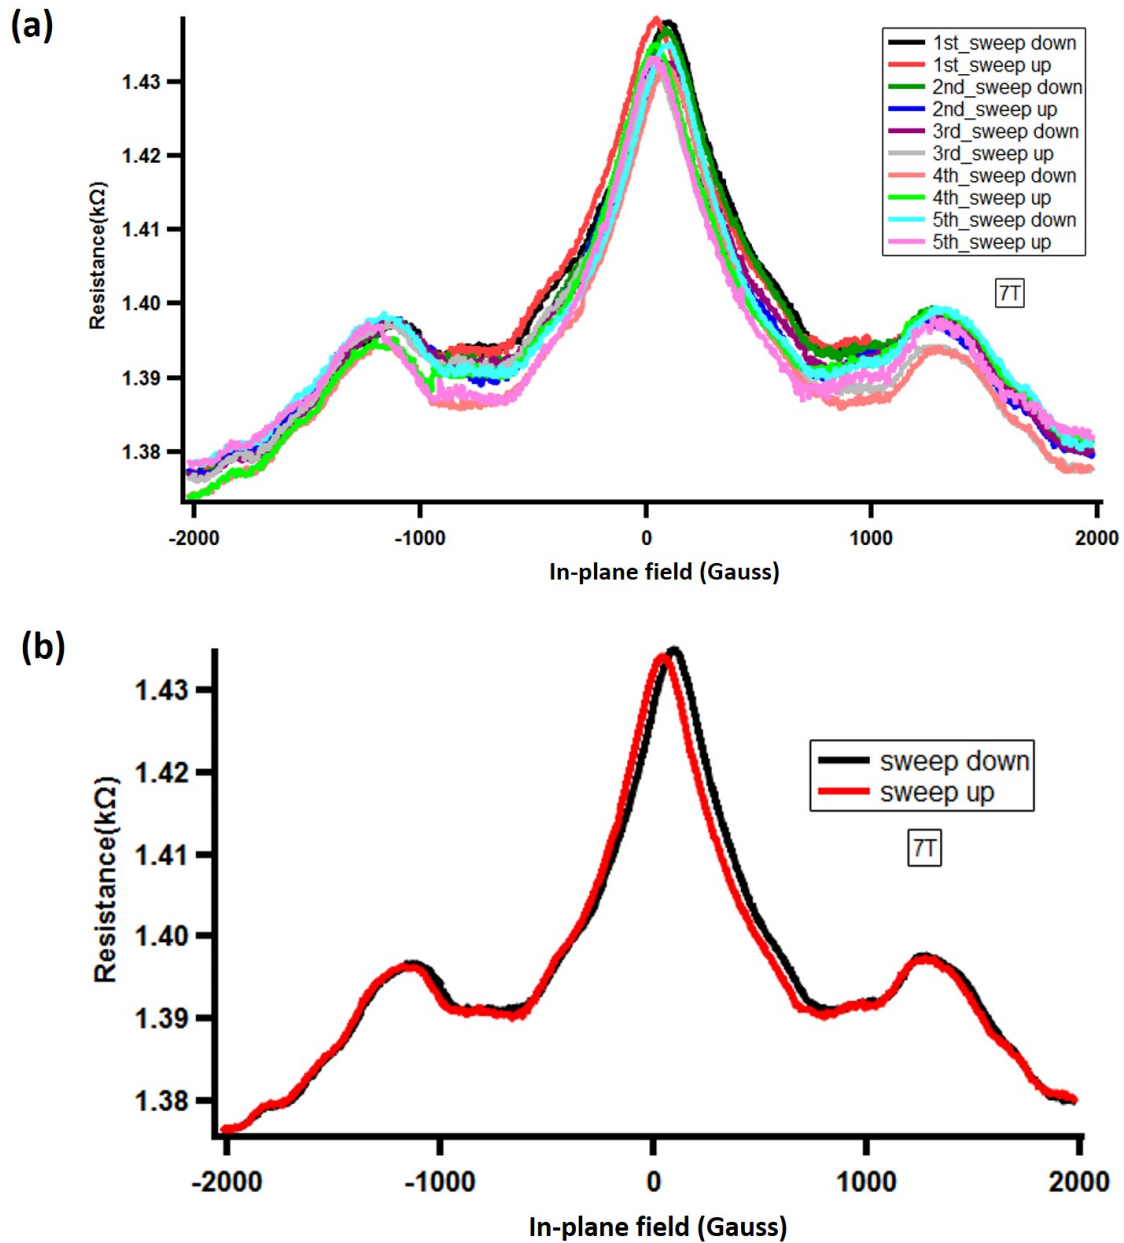 (a)
1.43
1.42
1.41
1.40
1.39
1.38
Resistance(kΩ)
1st_sweep down
1st_sweep up
2nd_sweep down
2nd_sweep up
3rd_sweep down
3rd_sweep up
4th_sweep down
4th_sweep up
5th_sweep down
5th_sweep up
7T
-2000 -1000 0 1000 2000
In-plane field (Gauss)
(b)
1.43
1.42
1.41
1.40
1.39
1.38
Resistance(kΩ)
sweep down
sweep up
7T
-2000 -1000 0 1000 2000
In-plane field (Gauss)